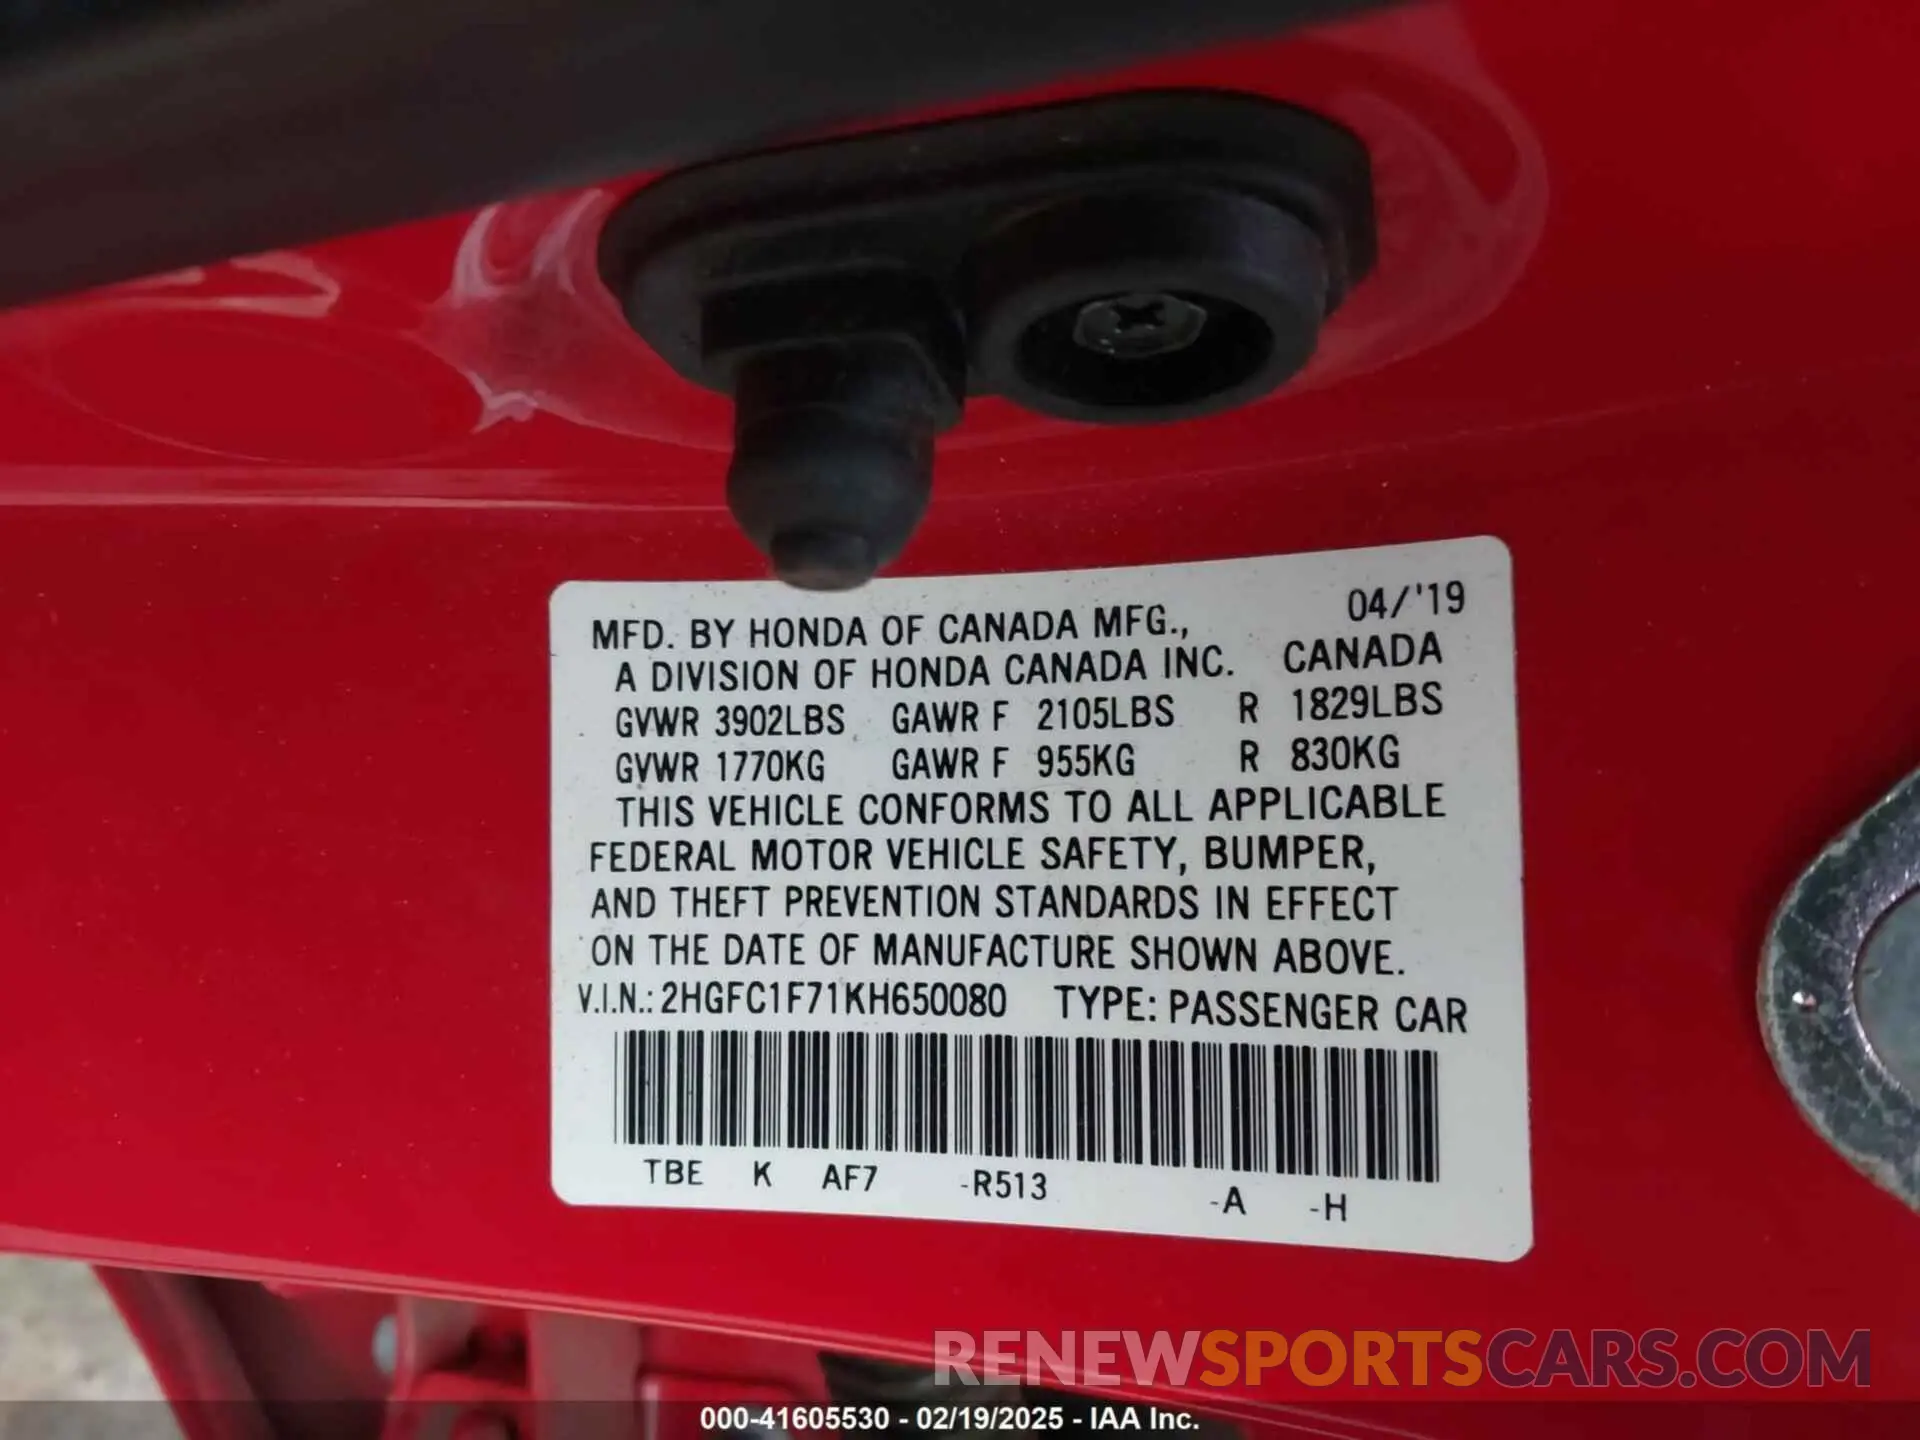 MFD. BY HONDA OF CANADA MFG., 04/'19
A DIVISION OF HONDA CANADA INC. CANADA
GVWR 3902LBS GAWR F 2105LBS R 1829LBS
GVWR 1770KG GAWR F 955KG R 830KG
THIS VEHICLE CONFORMS TO ALL APPLICABLE
FEDERAL MOTOR VEHICLE SAFETY, BUMPER,
AND THEFT PREVENTION STANDARDS IN EFFECT
ON THE DATE OF MANUFACTURE SHOWN ABOVE.
V.I.N.: 2HGFC1F71KH650080 TYPE: PASSENGER CAR
TBE K AF7 -R513 -A -H
RENEWSPORTSCARS.COM
000-41605530 - 02/19/2025 - IAA Inc.